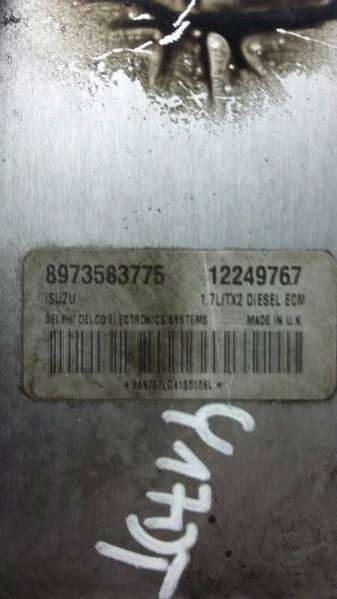 8973583775 12249767
ISUZU 1.7L/TX2 DIESEL ECM
DELPHI DELCO ELECTRONICS SYSTEMS MADE IN U.K.
Y17DT